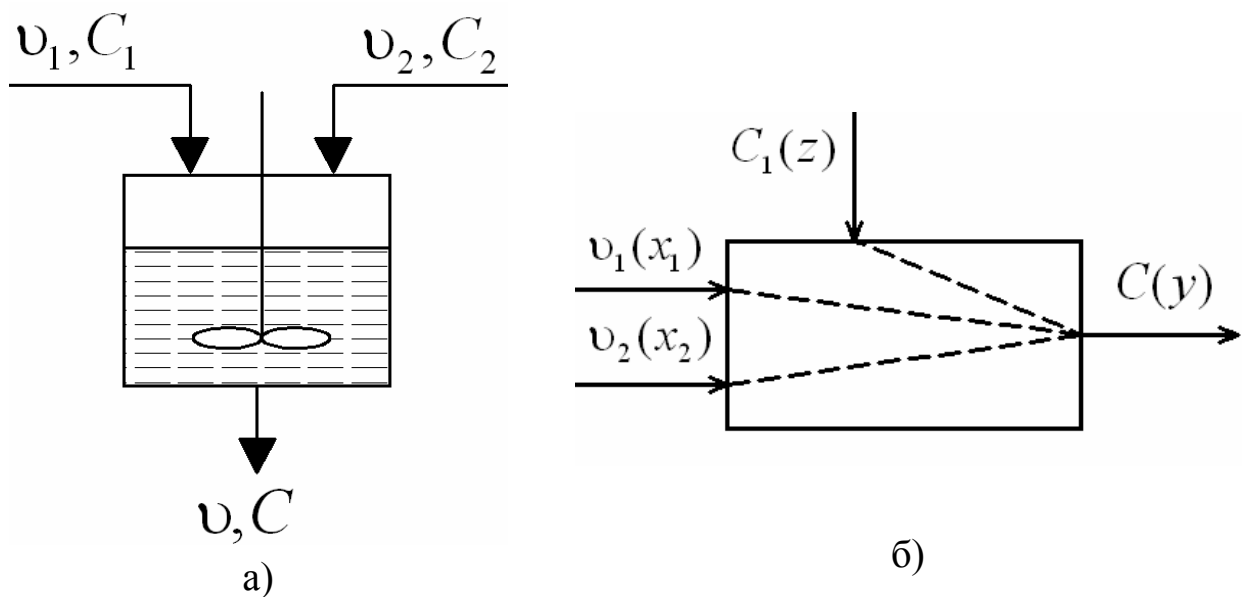 υ₁, C₁
υ₂, C₂
υ, C
а)
C₁(z)
υ₁(x₁)
υ₂(x₂)
C(y)
б)